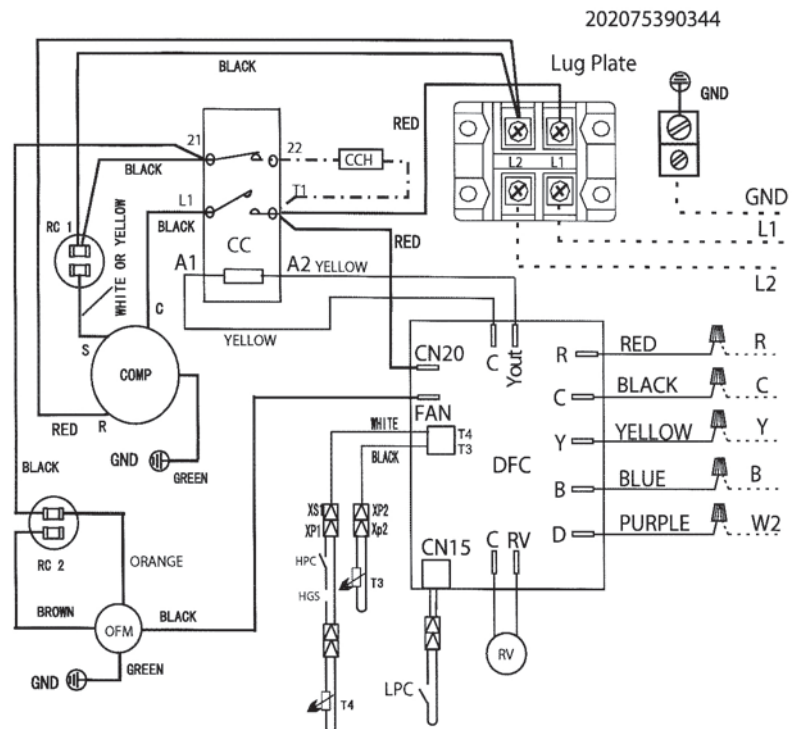 202075390344
Lug Plate
BLACK
GND
RED
21
22
CCH
BLACK
L2
L1
T1
L1
BLACK
RC 1
CC
RED
GND
L1
L2
WHITE OR YELLOW
A1
A2
YELLOW
C
YELLOW
S
COMP
R
RED
CN20
C
Yout
R
RED
R
FAN
C
BLACK
C
WHITE
T4
T3
BLACK
Y
YELLOW
Y
GND
GREEN
BLACK
DFC
B
BLUE
B
XS1
XP2
XP1
Xp2
D
PURPLE
W2
CN15
C
RV
RC 2
ORANGE
HPC
T3
HGS
BROWN
OFM
BLACK
RV
GREEN
GND
LPC
T4